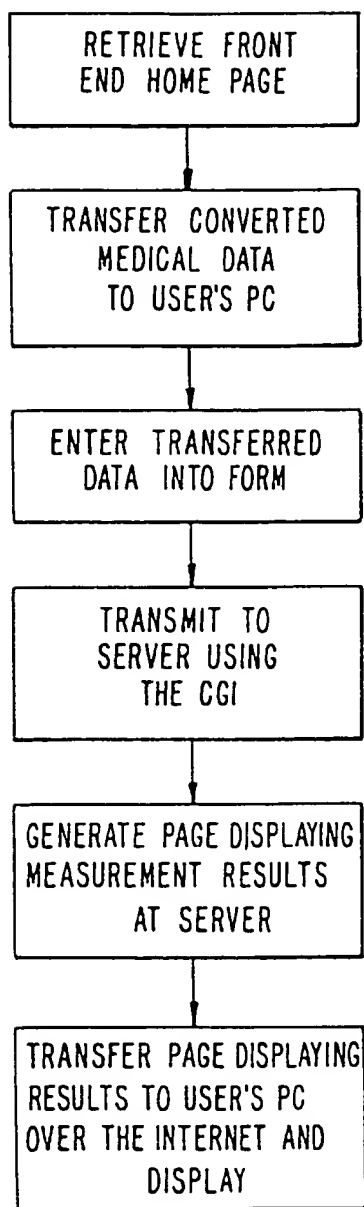 RETRIEVE FRONT
END HOME PAGE
TRANSFER CONVERTED
MEDICAL DATA
TO USER'S PC
ENTER TRANSFERRED
DATA INTO FORM
TRANSMIT TO
SERVER USING
THE CGI
GENERATE PAGE DISPLAYING
MEASUREMENT RESULTS
AT SERVER
TRANSFER PAGE DISPLAYING
RESULTS TO USER'S PC
OVER THE INTERNET AND
DISPLAY